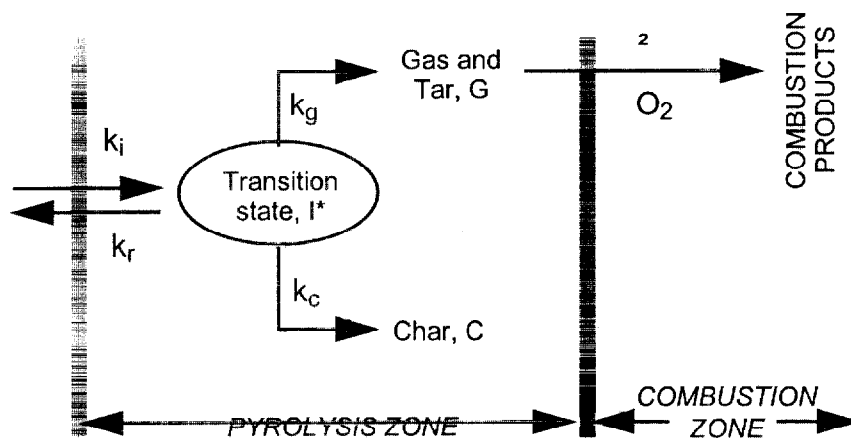 k_g
Gas and
Tar, G
2
O₂
COMBUSTION
PRODUCTS
k_i
k_r
Transition
state, I*
k_c
Char, C
PYROLYSIS ZONE
COMBUSTION
ZONE